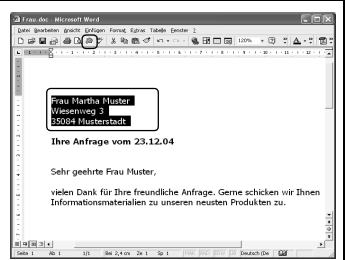 Frau.doc - Microsoft Word
Datei Bearbeiten Ansicht Einfügen Format Extras Tabelle Fenster ?
120%
Frau Martha Muster
Wiesenweg 3
35084 Musterstadt
Ihre Anfrage vom 23.12.04
Sehr geehrte Frau Muster,
vielen Dank für Ihre freundliche Anfrage. Gerne schicken wir Ihnen
Informationsmaterialien zu unseren neusten Produkten zu.
Seite 1 Ab 1 1/1 Bei 2,4 cm Ze 1 Sp 1 Deutsch (De